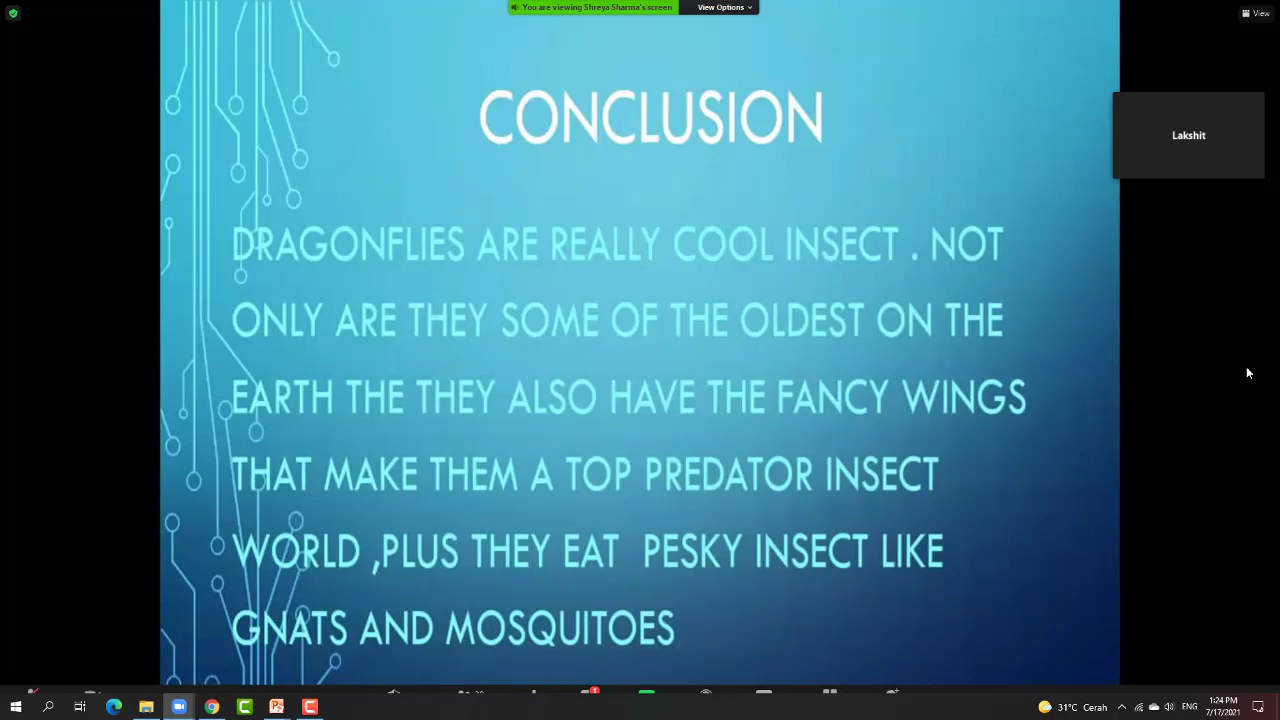 You are viewing Shreya Sharma's screen
View Options
View
CONCLUSION
Lakshit
DRAGONFLIES ARE REALLY COOL INSECT . NOT
ONLY ARE THEY SOME OF THE OLDEST ON THE
EARTH THE THEY ALSO HAVE THE FANCY WINGS
THAT MAKE THEM A TOP PREDATOR INSECT
WORLD ,PLUS THEY EAT PESKY INSECT LIKE
GNATS AND MOSQUITOES
31°C Cerah
ENG
1:24 PM
7/17/2021